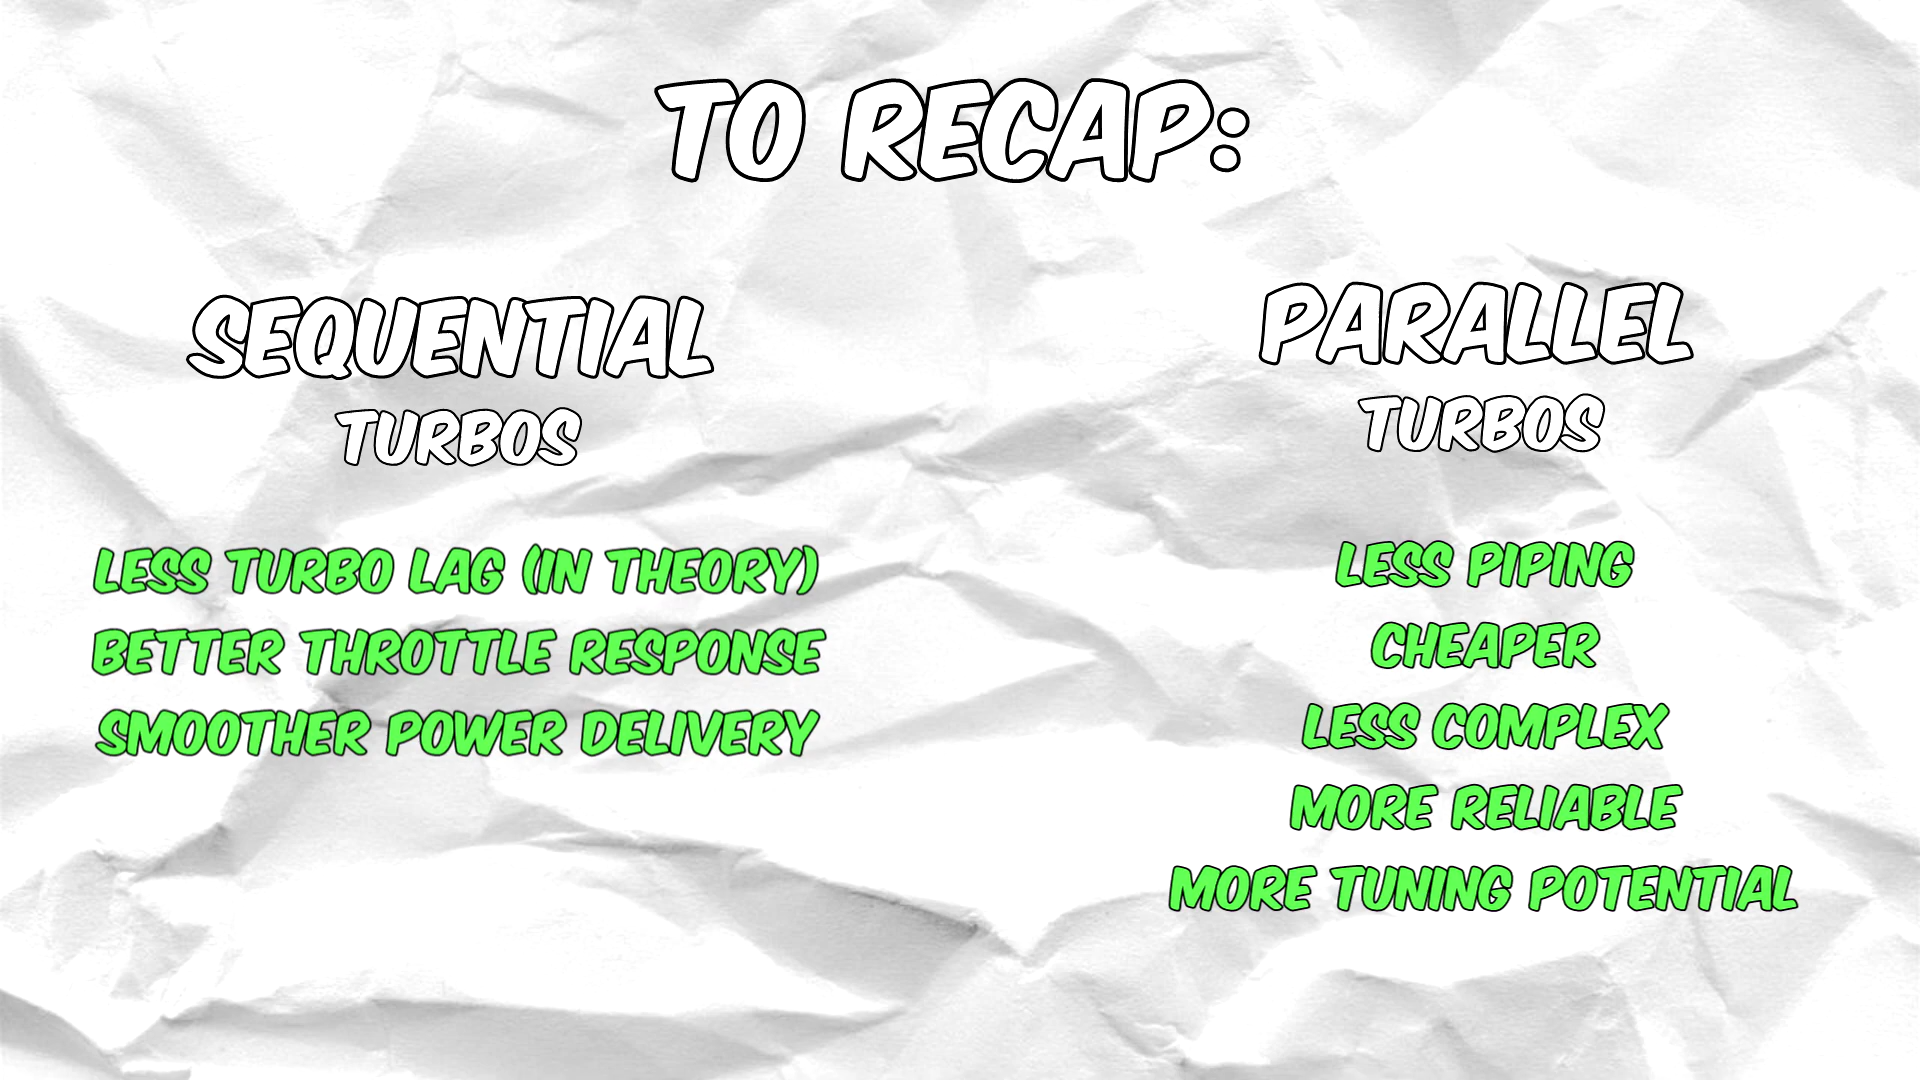 TO RECAP:
SEQUENTIAL
TURBOS
LESS TURBO LAG (IN THEORY)
BETTER THROTTLE RESPONSE
SMOOTHER POWER DELIVERY
PARALLEL
TURBOS
LESS PIPING
CHEAPER
LESS COMPLEX
MORE RELIABLE
MORE TUNING POTENTIAL